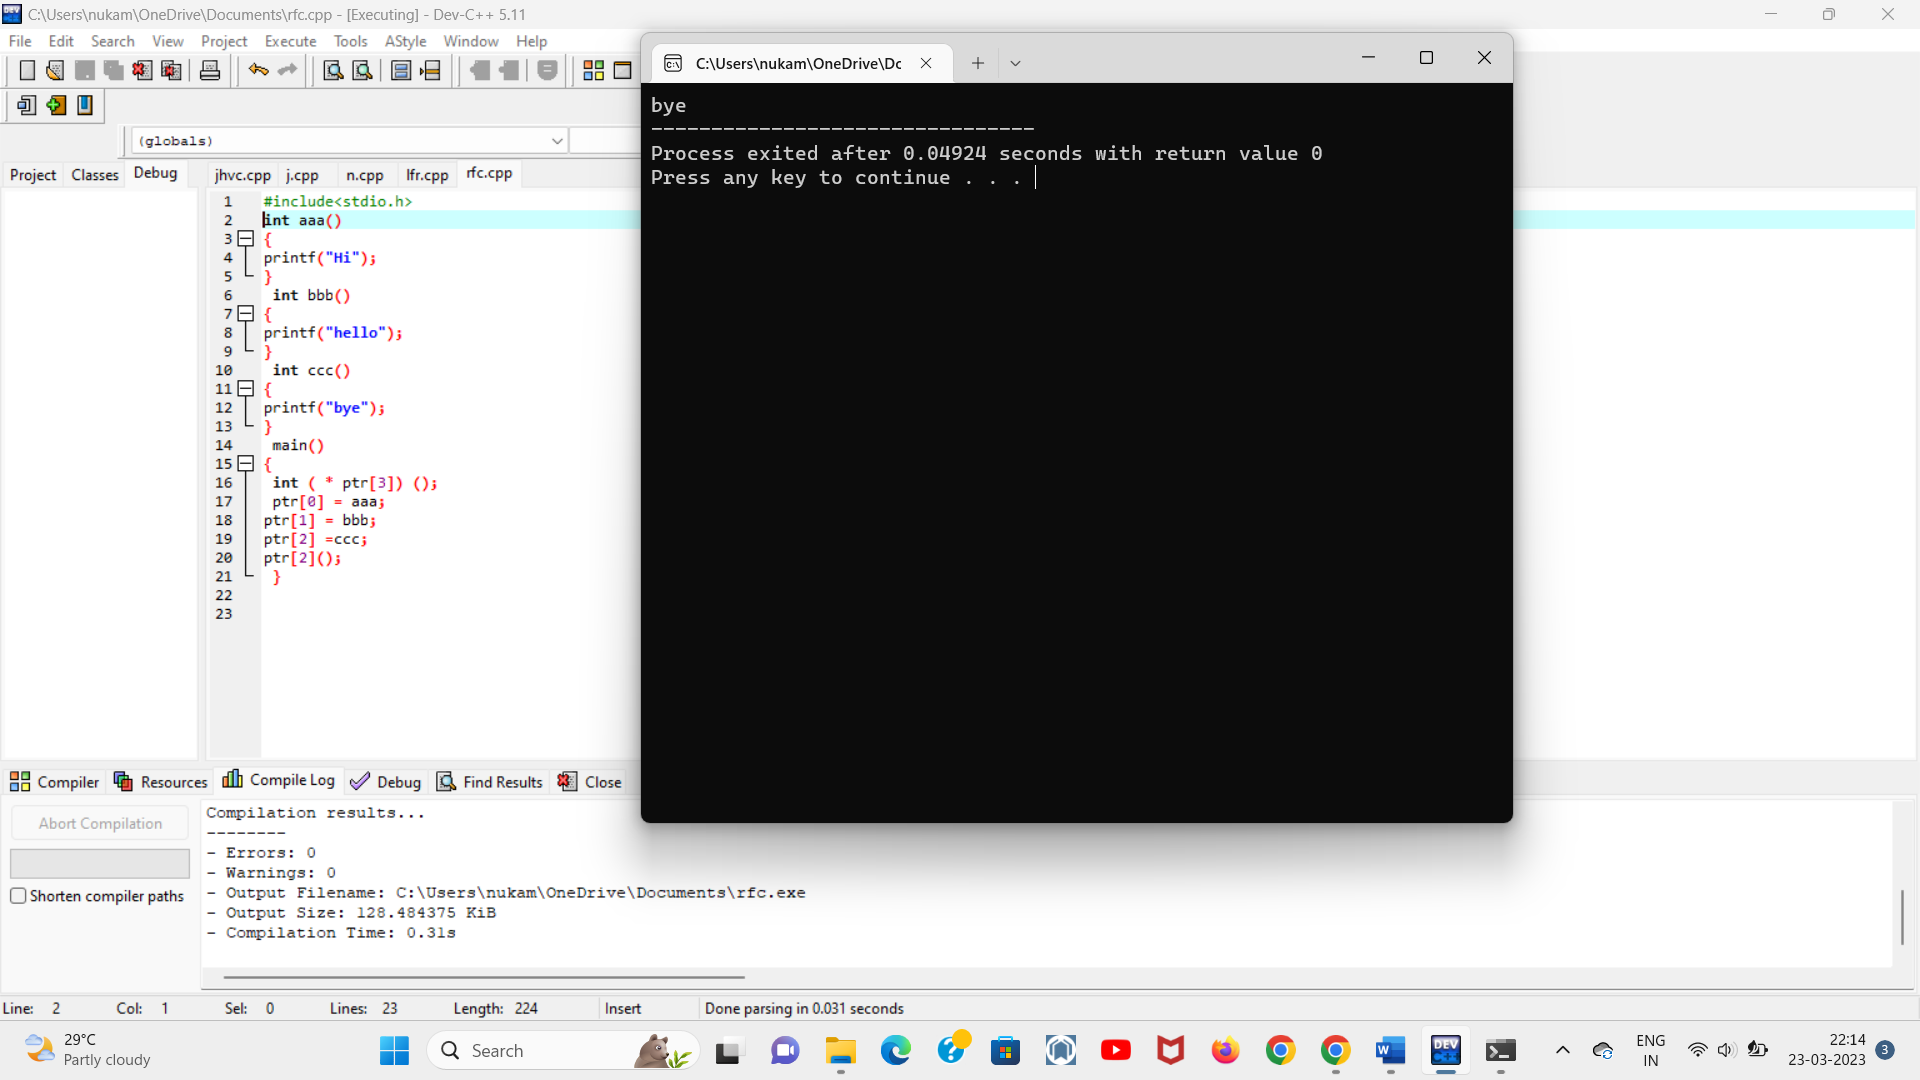 C:\Users\nukam\OneDrive\Documents\rfc.cpp - [Executing] - Dev-C++ 5.11
File Edit Search View Project Execute Tools AStyle Window Help
(globals)
Project Classes Debug
jhvc.cpp j.cpp n.cpp lfr.cpp rfc.cpp
1 #include<stdio.h>
2 int aaa()
3 {
4 printf("Hi");
5 }
6 int bbb()
7 {
8 printf("hello");
9 }
10 int ccc()
11 {
12 printf("bye");
13 }
14 main()
15 {
16 int ( * ptr[3]) ();
17 ptr[0] = aaa;
18 ptr[1] = bbb;
19 ptr[2] =ccc;
20 ptr[2]();
21 }
22
23
C:\Users\nukam\OneDrive\Dc
bye
--------------------------------
Process exited after 0.04924 seconds with return value 0
Press any key to continue . . .
Compiler Resources Compile Log Debug Find Results Close
Abort Compilation
Shorten compiler paths
Compilation results...
--------
- Errors: 0
- Warnings: 0
- Output Filename: C:\Users\nukam\OneDrive\Documents\rfc.exe
- Output Size: 128.484375 KiB
- Compilation Time: 0.31s
Line: 2 Col: 1 Sel: 0 Lines: 23 Length: 224 Insert Done parsing in 0.031 seconds
29°C
Partly cloudy
Search
ENG
IN
22:14
23-03-2023
3